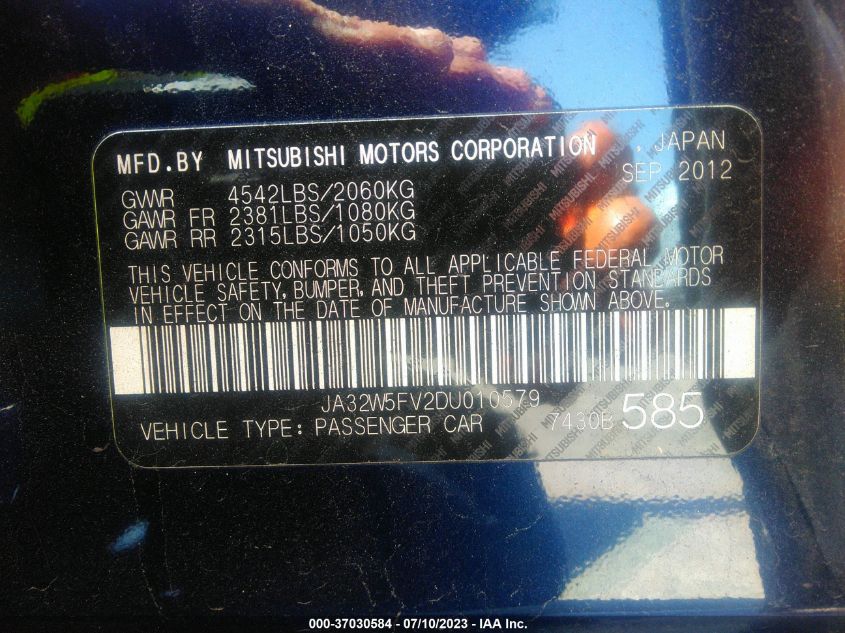 MFD.BY MITSUBISHI MOTORS CORPORATION , JAPAN
SEP 2012
GVWR 4542LBS/2060KG
GAWR FR 2381LBS/1080KG
GAWR RR 2315LBS/1050KG
THIS VEHICLE CONFORMS TO ALL APPLICABLE FEDERAL MOTOR
VEHICLE SAFETY, BUMPER, AND THEFT PREVENTION STANDARDS
IN EFFECT ON THE DATE OF MANUFACTURE SHOWN ABOVE.
JA32W5FV2DU010579
VEHICLE TYPE: PASSENGER CAR 7430B 585
000-37030584 — 07/10/2023 — © IAA Inc.